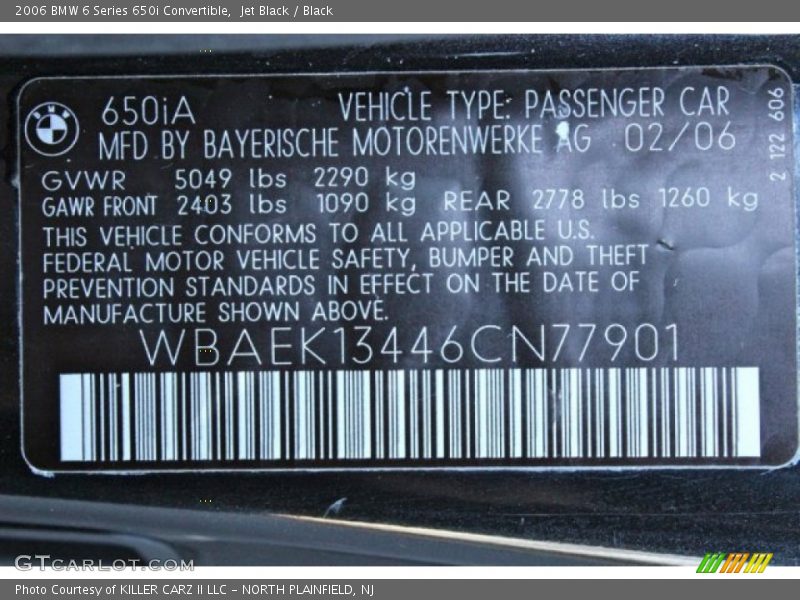 2006 BMW 6 Series 650i Convertible,  Jet Black / Black
650iA VEHICLE TYPE: PASSENGER CAR
MFD BY BAYERISCHE MOTORENWERKE AG 02/06
GVWR 5049 lbs 2290 kg
GAWR FRONT 2403 lbs 1090 kg REAR 2778 lbs 1260 kg
THIS VEHICLE CONFORMS TO ALL APPLICABLE U.S.
FEDERAL MOTOR VEHICLE SAFETY, BUMPER AND THEFT
PREVENTION STANDARDS IN EFFECT ON THE DATE OF
MANUFACTURE SHOWN ABOVE.
WBAEK13446CN77901
2 122 606
GTcarlot.com
Photo Courtesy of KILLER CARZ II LLC - NORTH PLAINFIELD, NJ